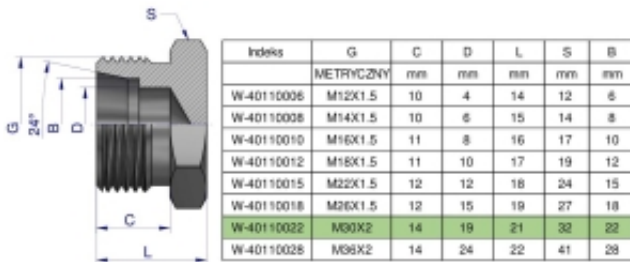 S
G
24°
B
D
C
L
Indeks G C D L S B
METRYCZNY mm mm mm mm mm
W-40110006 M12X1.5 10 4 14 12 6
W-40110008 M14X1.5 10 6 15 14 8
W-40110010 M16X1.5 11 8 16 17 10
W-40110012 M18X1.5 11 10 17 19 12
W-40110015 M22X1.5 12 12 18 24 15
W-40110018 M26X1.5 12 15 19 27 18
W-40110022 M30X2 14 19 21 32 22
W-40110028 M36X2 14 24 22 41 28